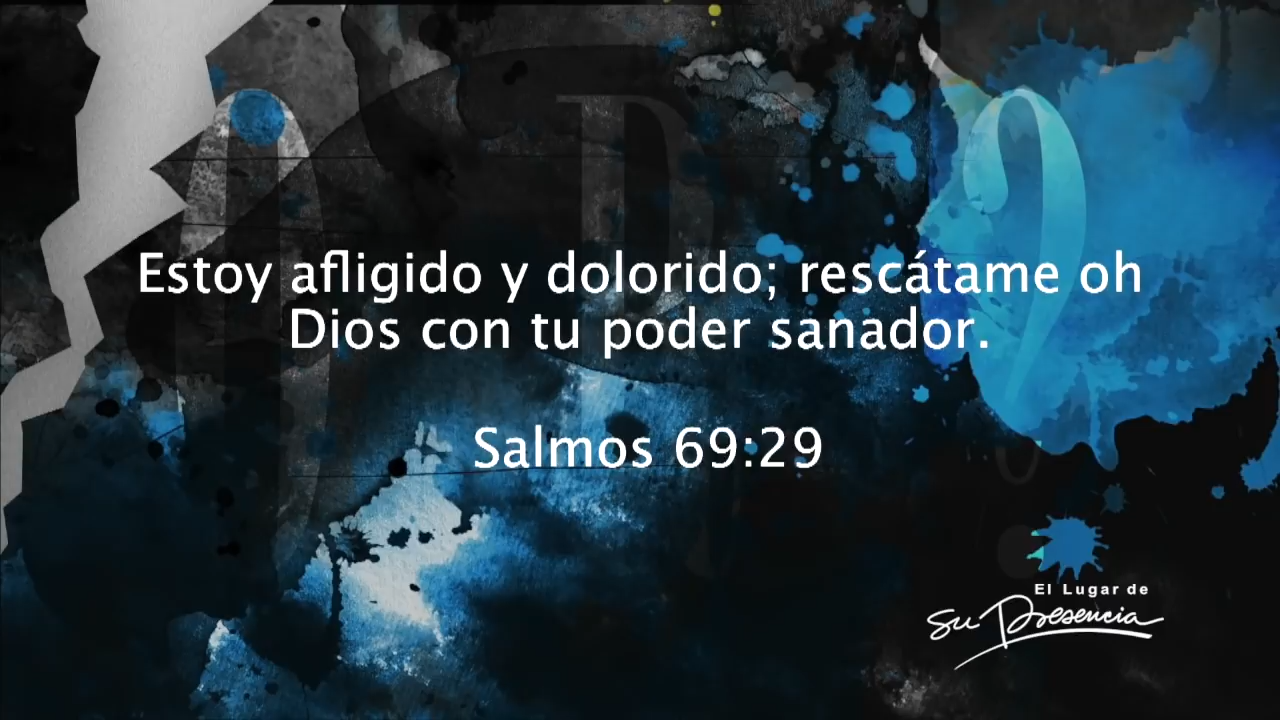 Estoy afligido y dolorido; rescátame oh
Dios con tu poder sanador.
Salmos 69:29
El Lugar de
Su Presencia